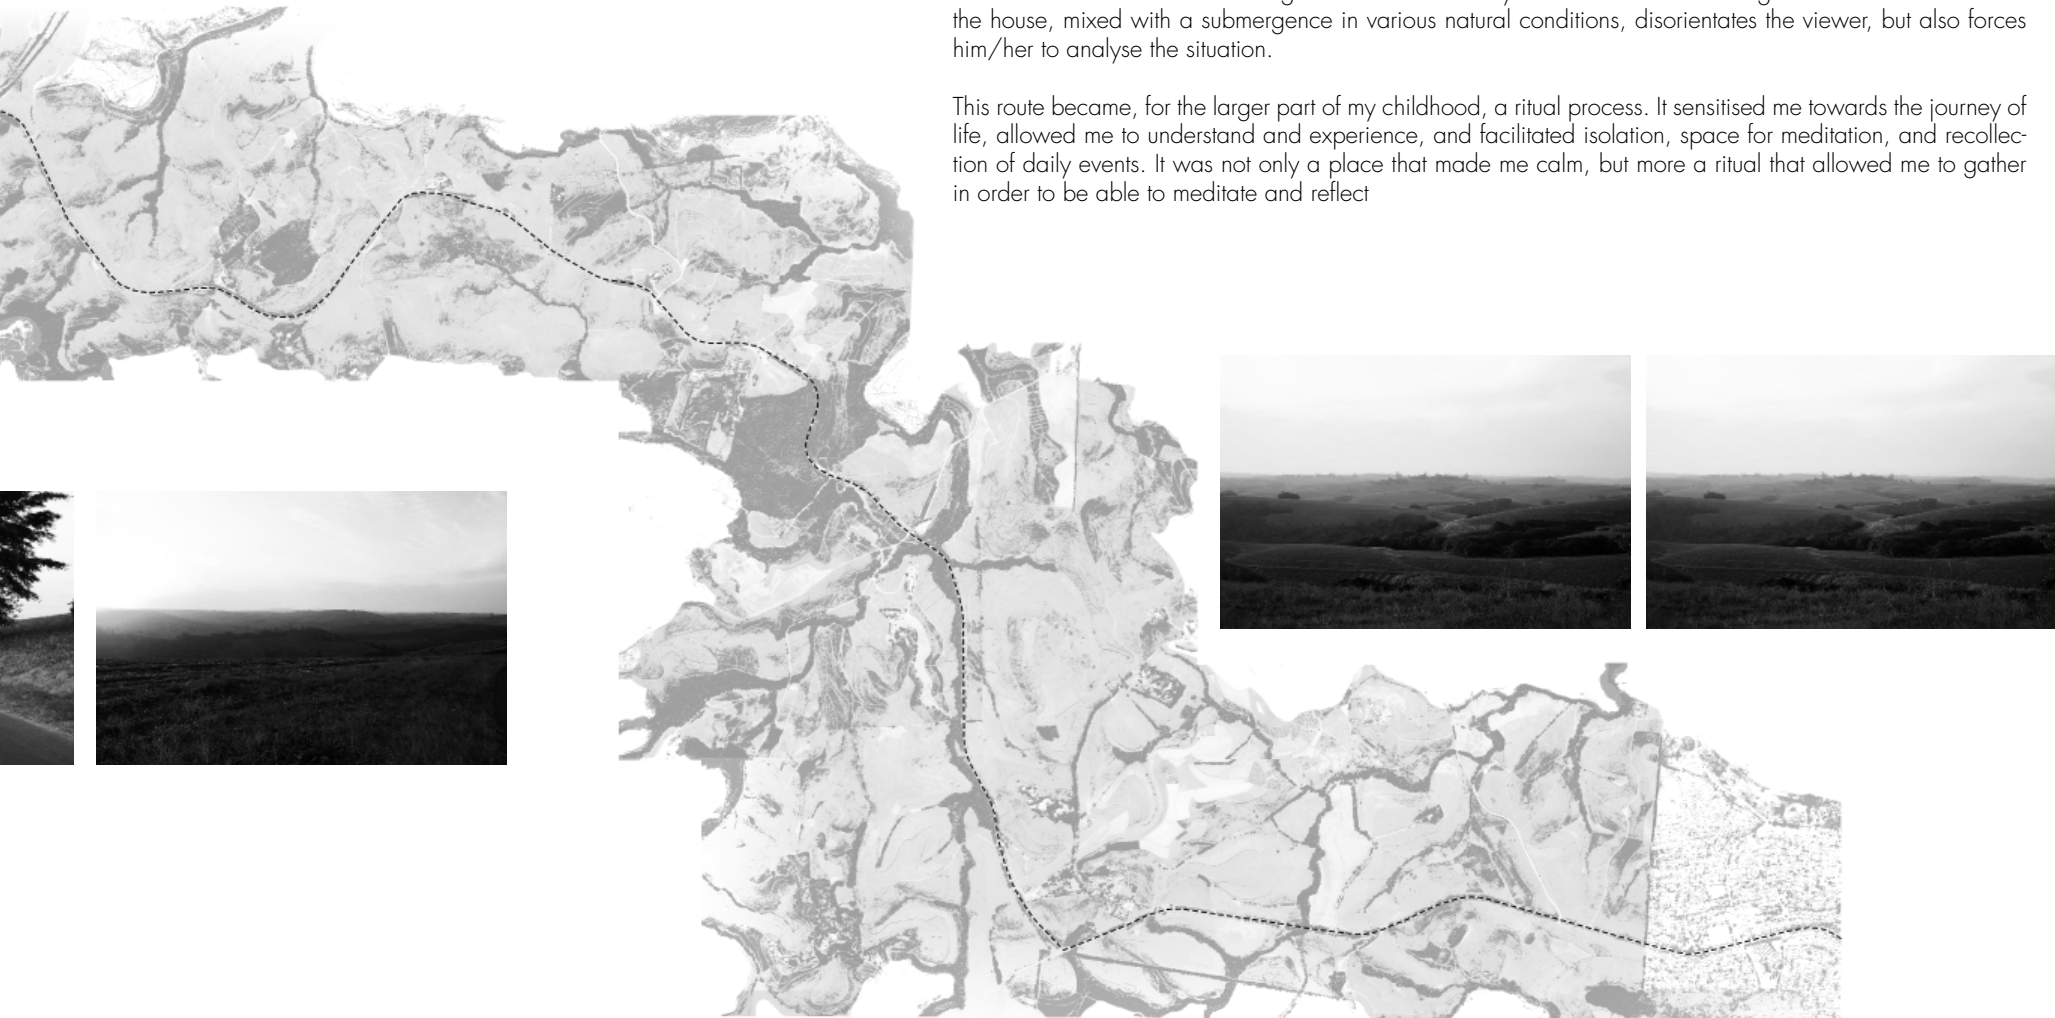 the house, mixed with a submergence in various natural conditions, disorientates the viewer, but also forces
him/her to analyse the situation.
This route became, for the larger part of my childhood, a ritual process. It sensitised me towards the journey of
life, allowed me to understand and experience, and facilitated isolation, space for meditation, and recollec-
tion of daily events. It was not only a place that made me calm, but more a ritual that allowed me to gather
in order to be able to meditate and reflect